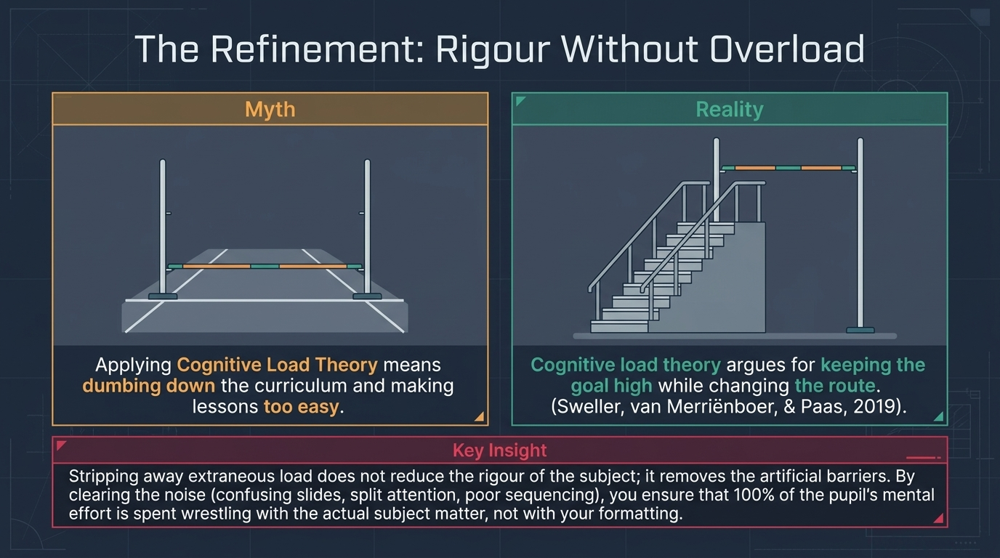 The Refinement: Rigour Without Overload
Myth
Applying Cognitive Load Theory means
dumbing down the curriculum and making
lessons too easy.
Reality
Cognitive load theory argues for keeping the
goal high while changing the route.
(Sweller, van Merriënboer, & Paas, 2019).
Key Insight
Stripping away extraneous load does not reduce the rigour of the subject; it removes the artificial barriers. By
clearing the noise (confusing slides, split attention, poor sequencing), you ensure that 100% of the pupil's mental
effort is spent wrestling with the actual subject matter, not with your formatting.